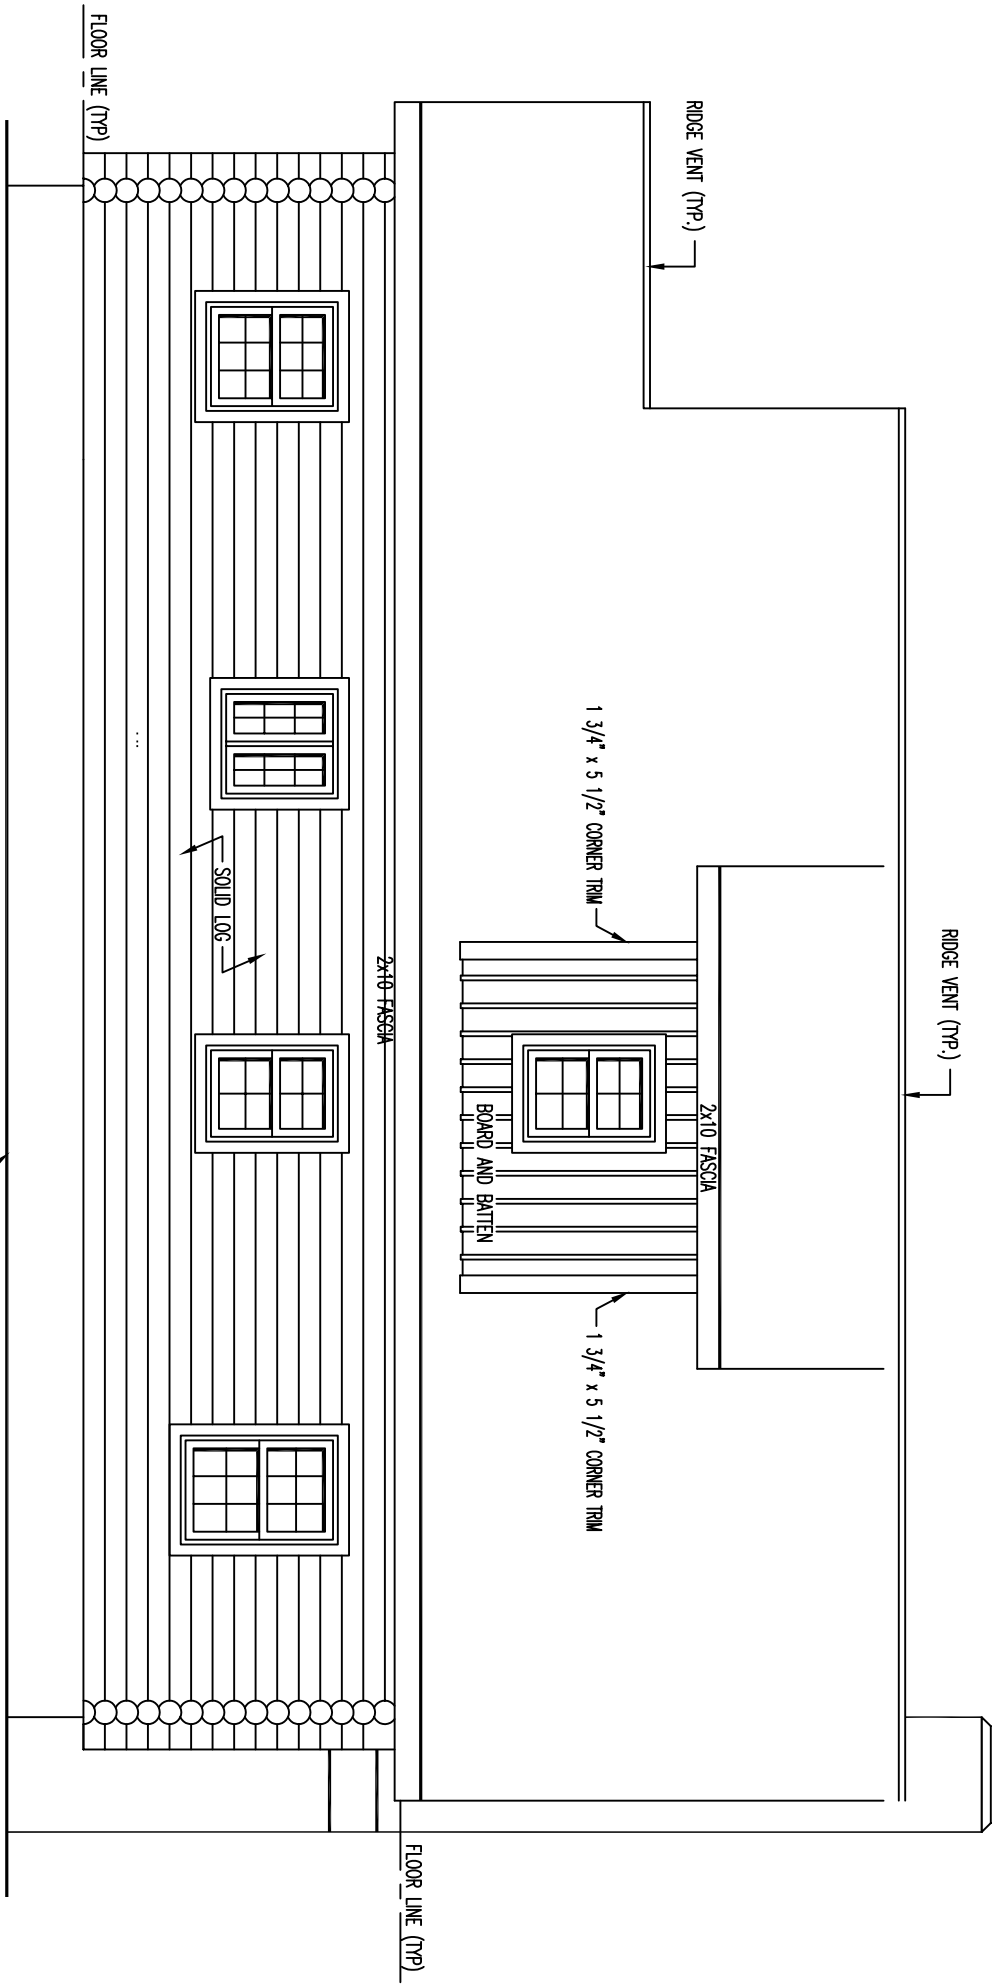 RIDGE VENT (TYP.)
RIDGE VENT (TYP.)
1 3/4" x 5 1/2" CORNER TRIM
2x10 FASCIA
1 3/4" x 5 1/2" CORNER TRIM
BOARD AND BATTEN
FLOOR LINE (TYP)
2x10 FASCIA
SOLID LOG
FLOOR LINE (TYP)